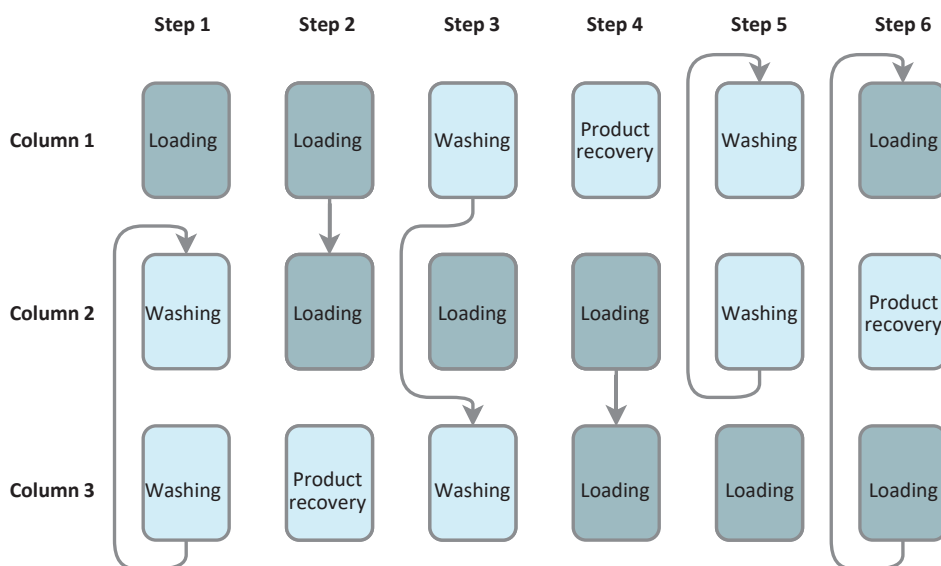 Step 1 Step 2 Step 3 Step 4 Step 5 Step 6
Column 1 Loading Loading Washing Product recovery Washing Loading
Column 2 Washing Loading Loading Loading Washing Product recovery
Column 3 Washing Product recovery Washing Loading Loading Loading